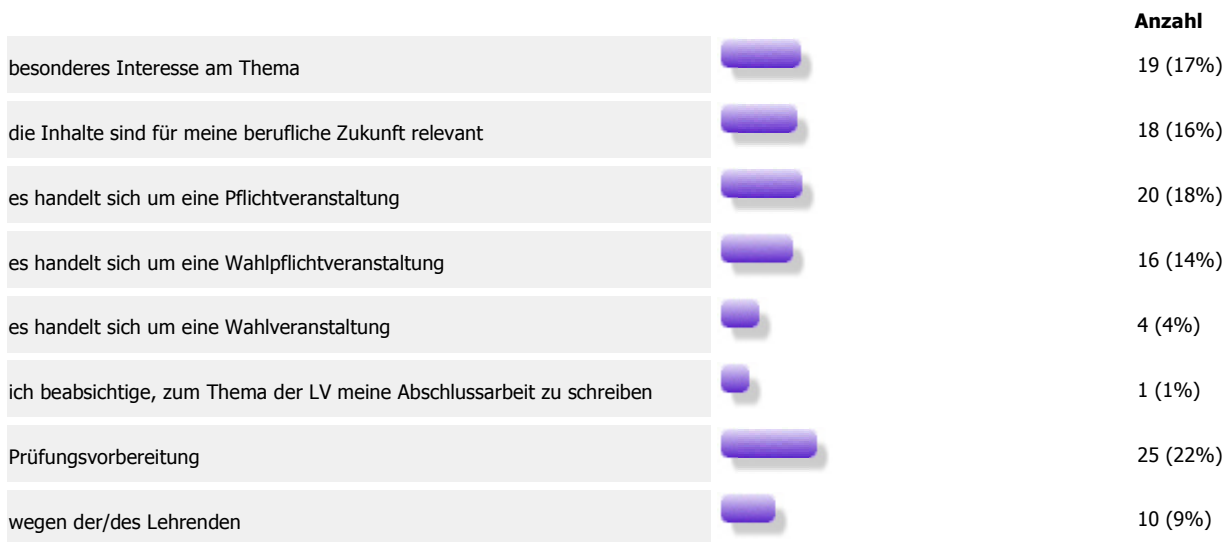 Anzahl
besonderes Interesse am Thema 19 (17%)
die Inhalte sind für meine berufliche Zukunft relevant 18 (16%)
es handelt sich um eine Pflichtveranstaltung 20 (18%)
es handelt sich um eine Wahlpflichtveranstaltung 16 (14%)
es handelt sich um eine Wahlveranstaltung 4 (4%)
ich beabsichtige, zum Thema der LV meine Abschlussarbeit zu schreiben 1 (1%)
Prüfungsvorbereitung 25 (22%)
wegen der/des Lehrenden 10 (9%)